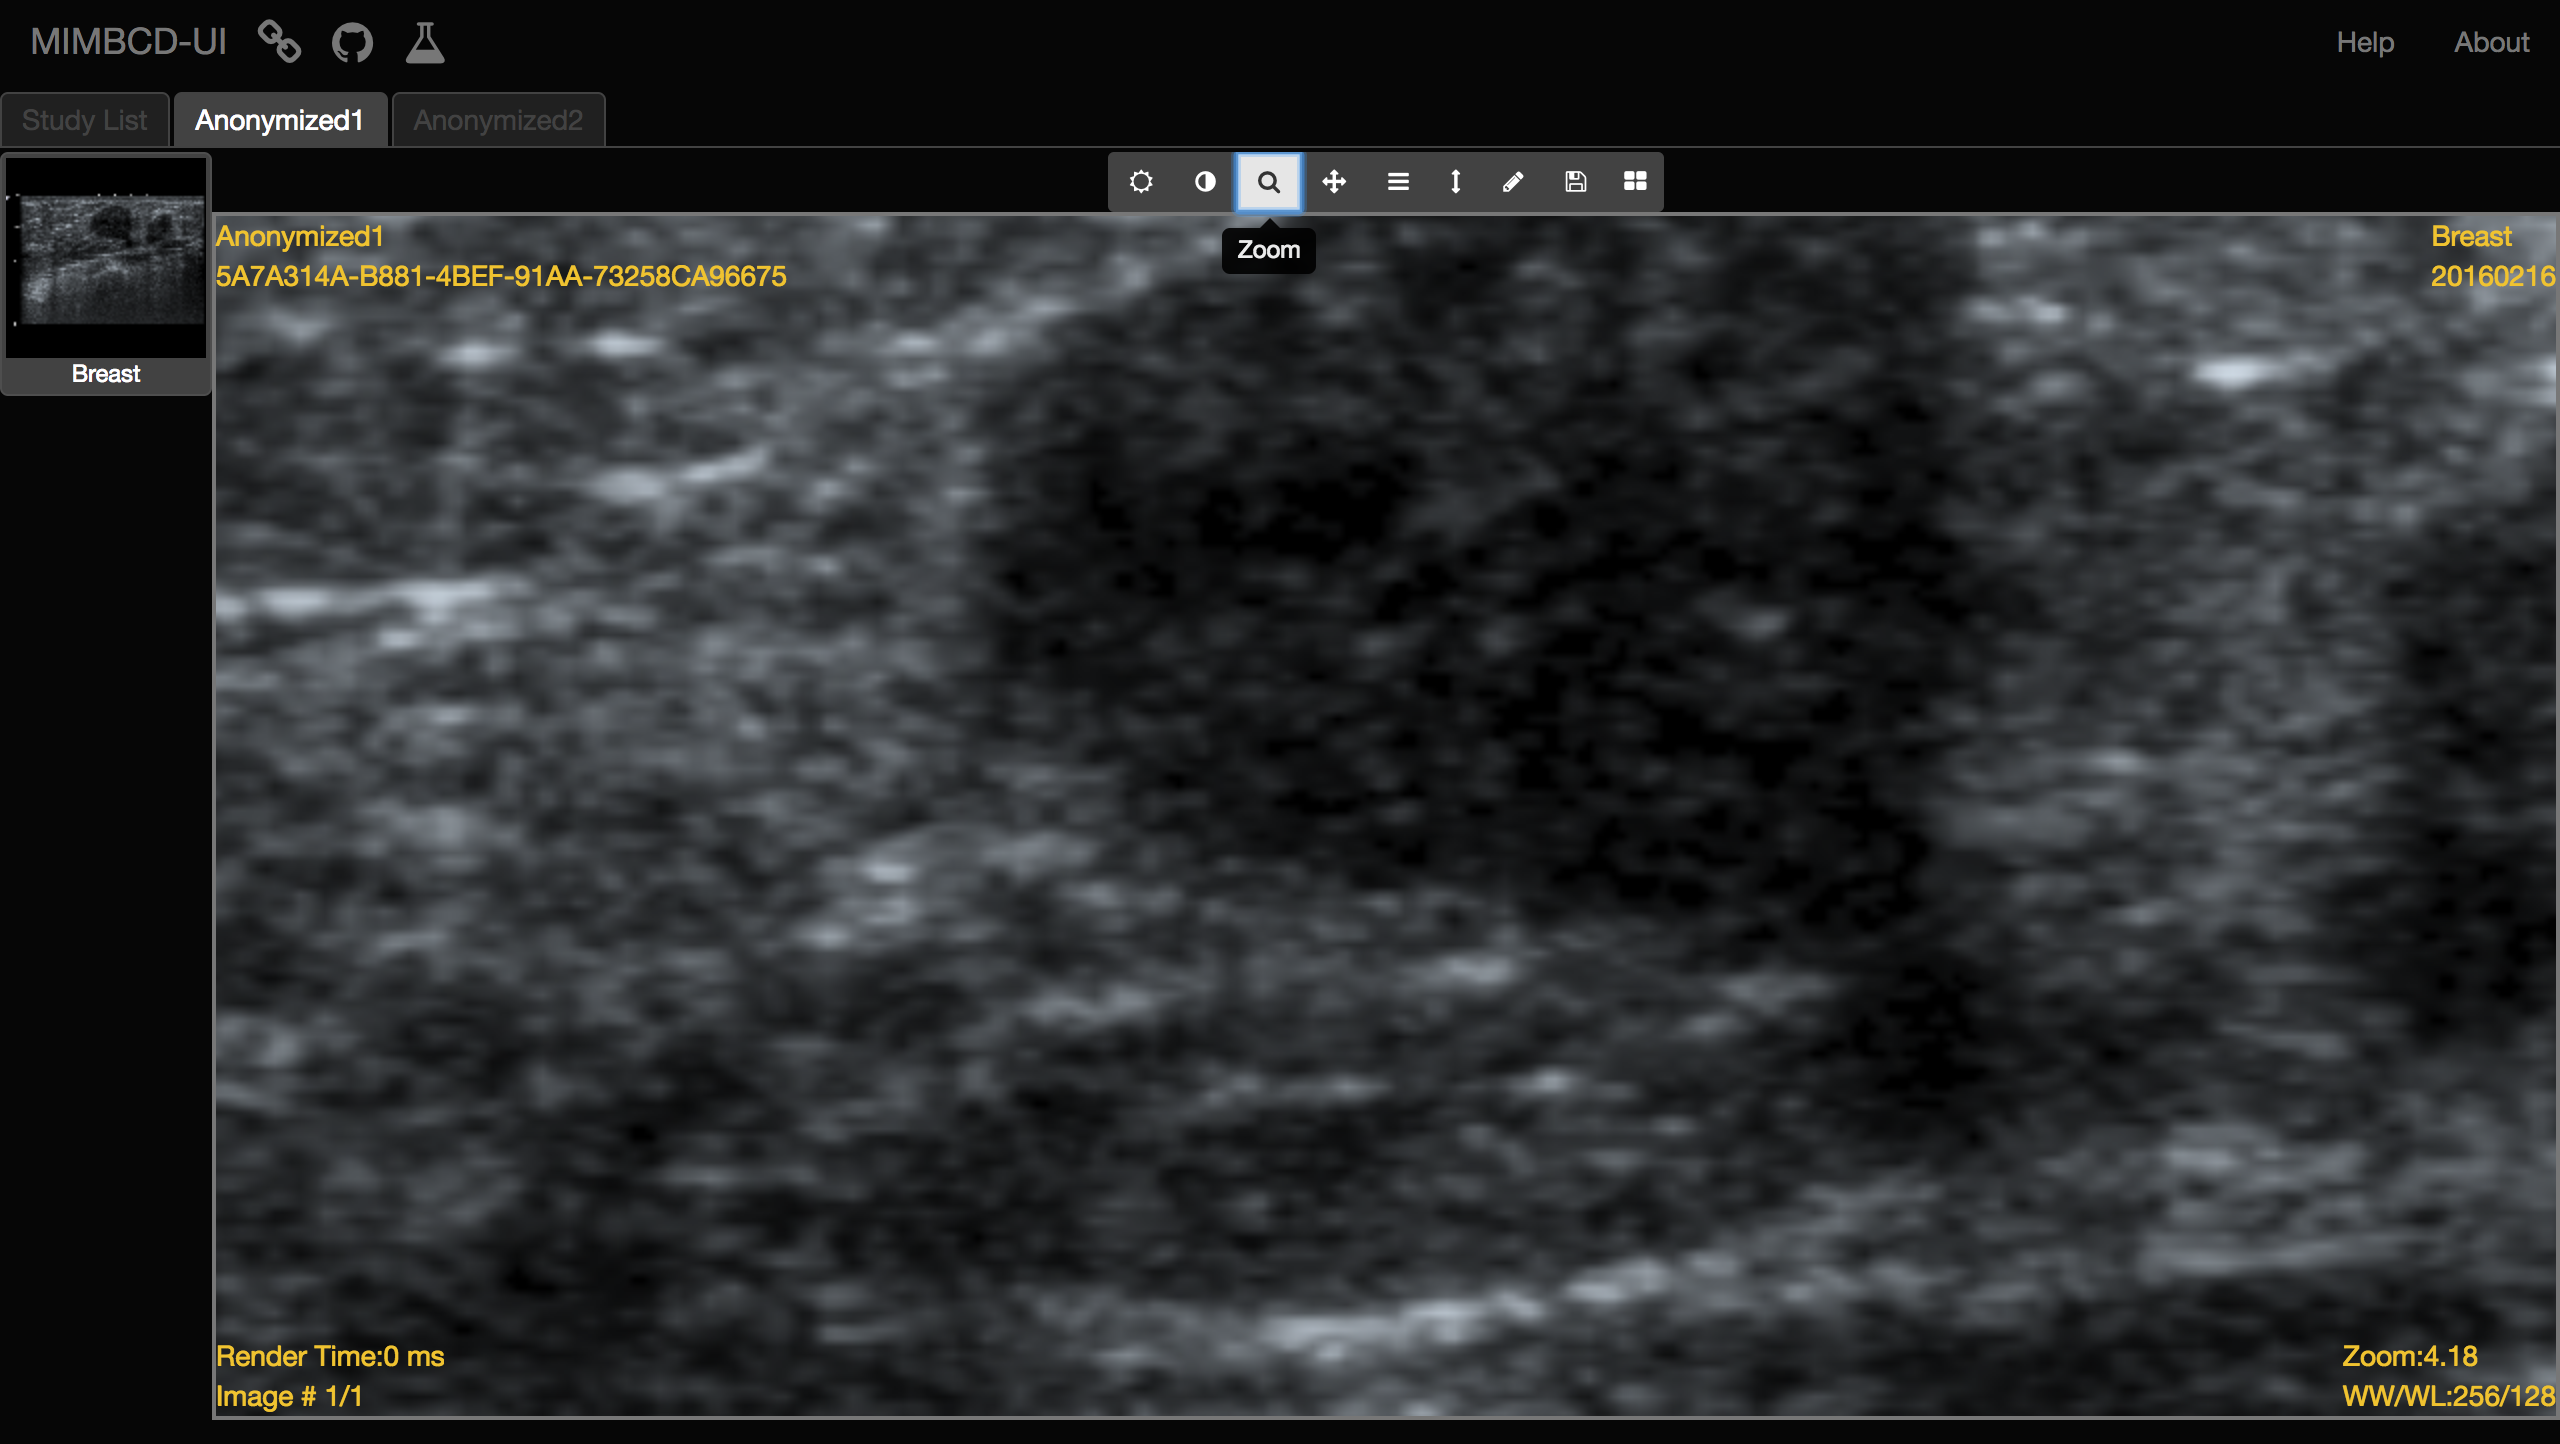 MIMBCD-UI
Help About
Study List Anonymized1 Anonymized2
Breast
Zoom
Anonymized1
5A7A314A-B881-4BEF-91AA-73258CA96675
Breast
20160216
Render Time:0 ms
Image # 1/1
Zoom:4.18
WW/WL:256/128